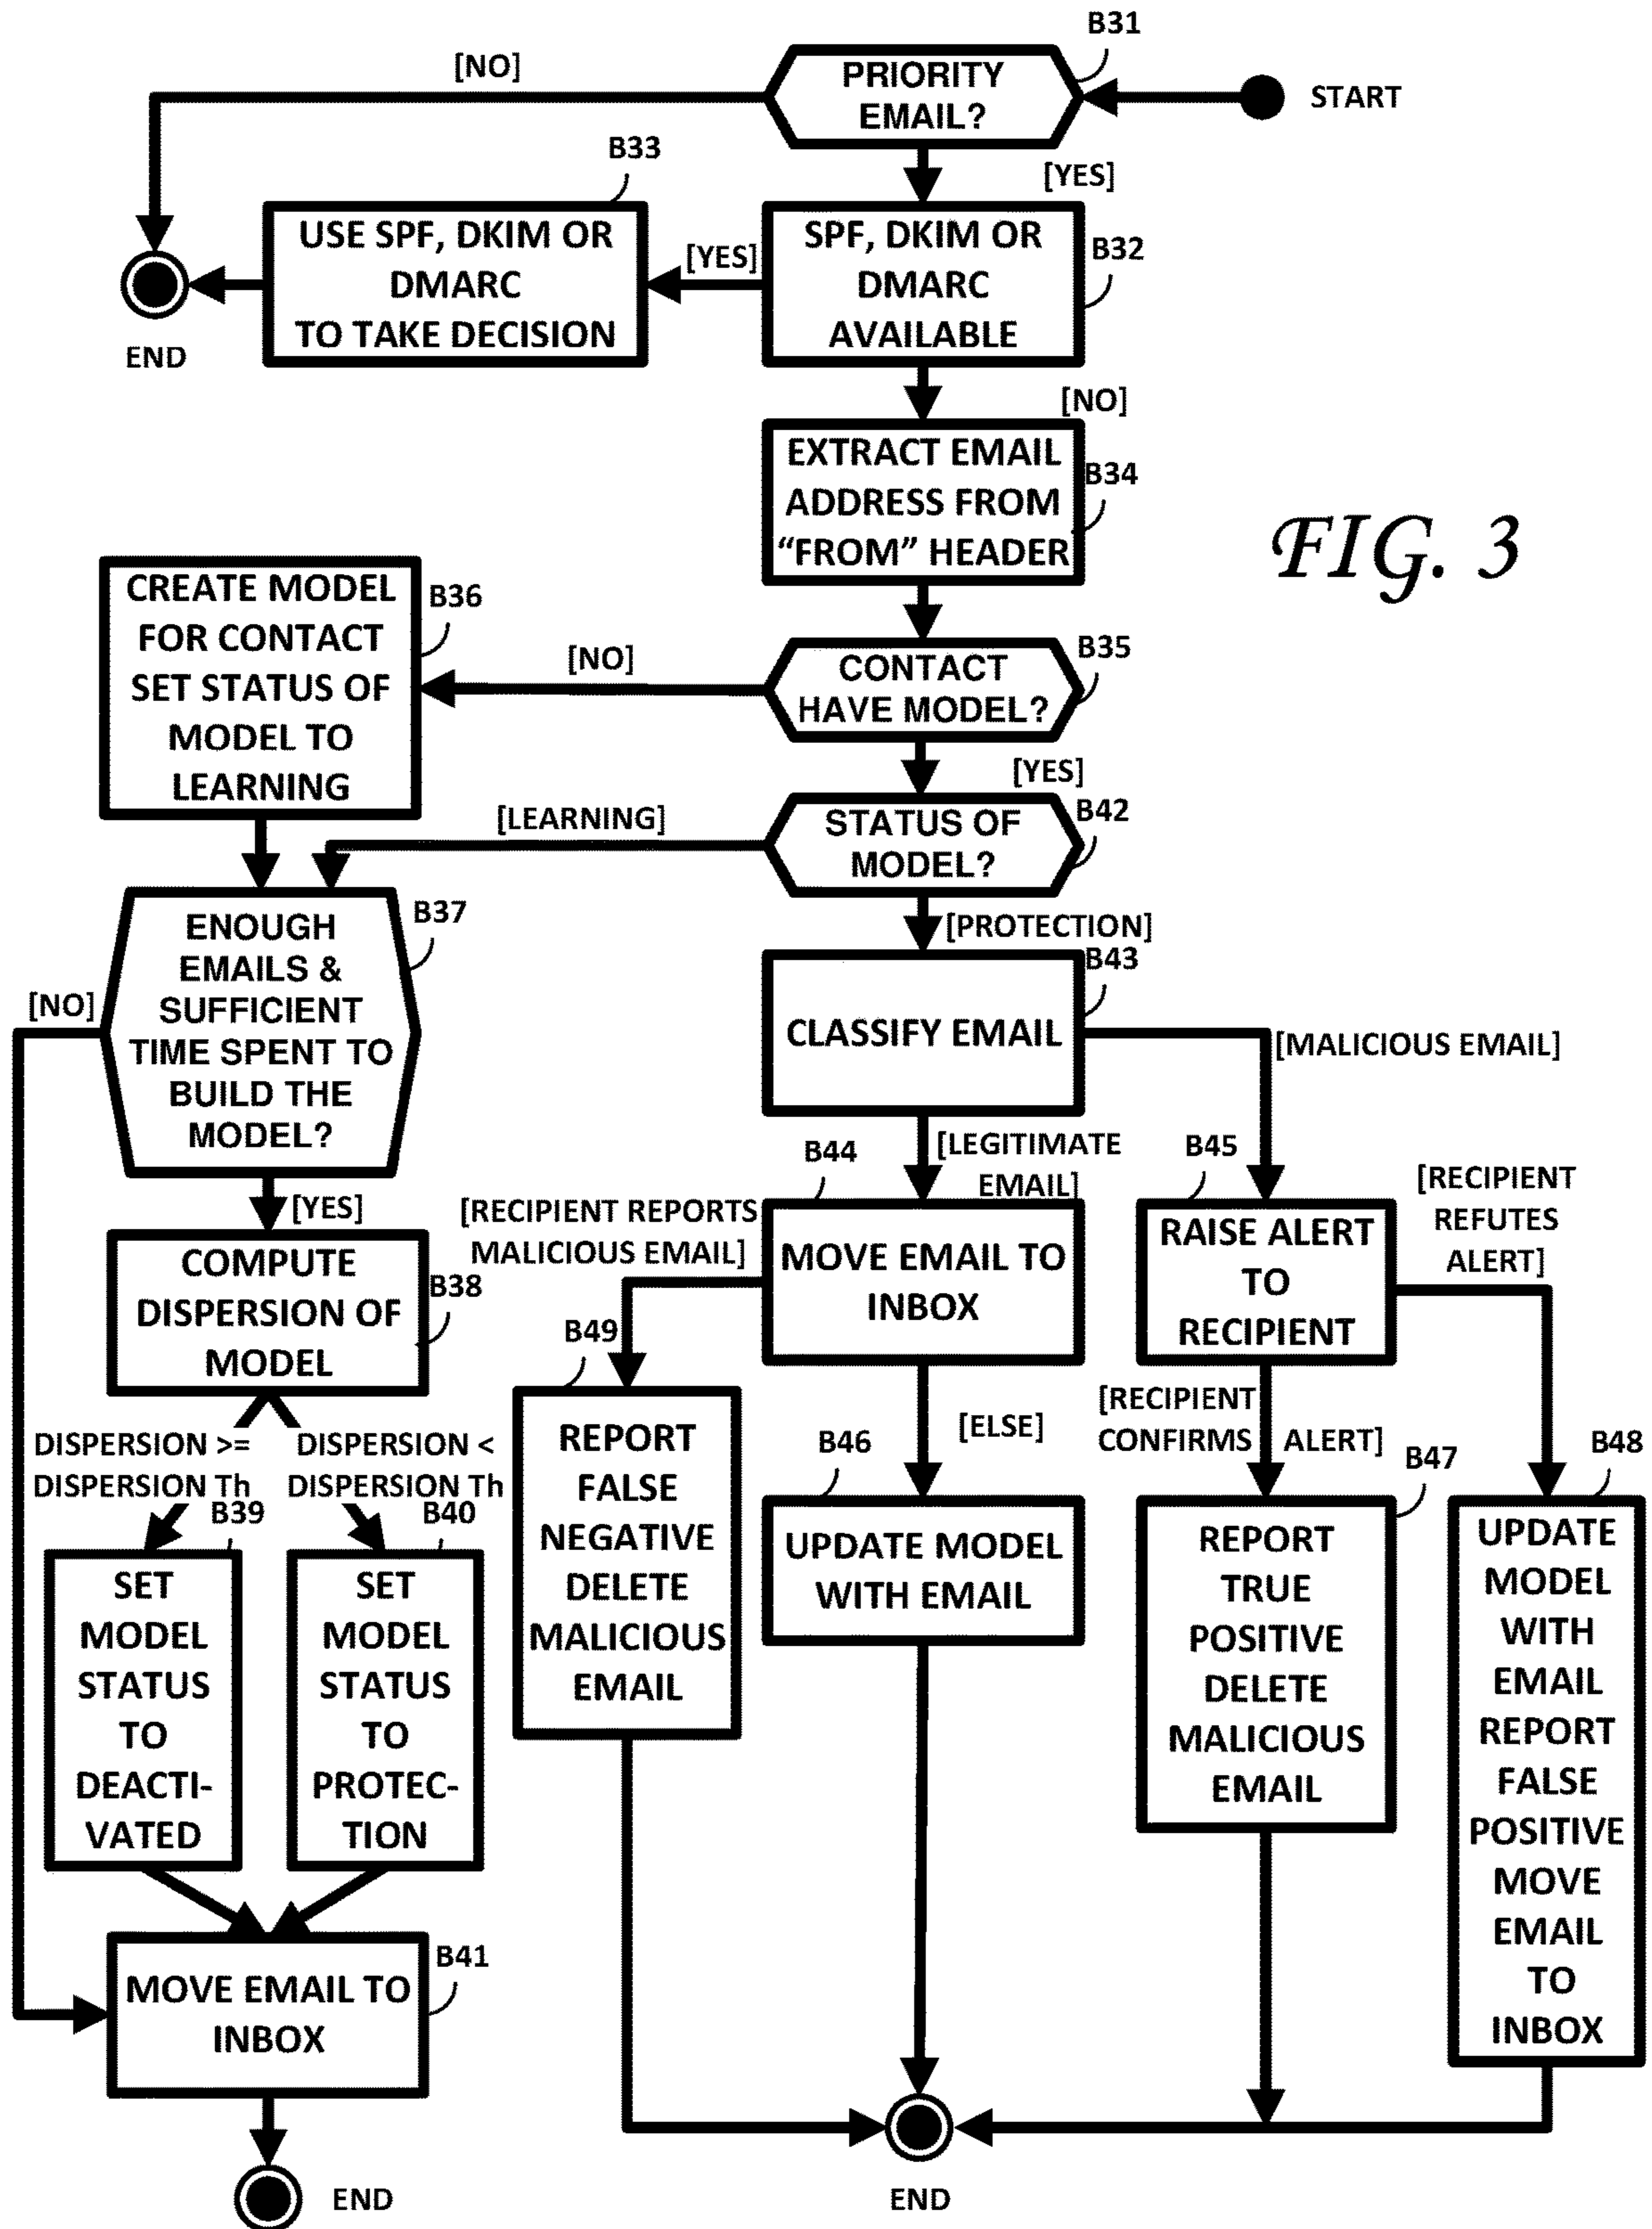 B31
[NO]
PRIORITY
EMAIL?
START
B33
[YES]
USE SPF, DKIM OR
DMARC
TO TAKE DECISION
[YES]
SPF, DKIM OR
DMARC
AVAILABLE
B32
END
[NO]
EXTRACT EMAIL
ADDRESS FROM
“FROM” HEADER
B34
FIG. 3
CREATE MODEL
FOR CONTACT
SET STATUS OF
MODEL TO
LEARNING
B36
[NO]
CONTACT
HAVE MODEL?
B35
[YES]
[LEARNING]
STATUS OF
MODEL?
B42
ENOUGH
EMAILS &
SUFFICIENT
TIME SPENT TO
BUILD THE
MODEL?
B37
[PROTECTION]
B43
[NO]
CLASSIFY EMAIL
[MALICIOUS EMAIL]
[YES]
B44
[LEGITIMATE
EMAIL]
B45
[RECIPIENT
REFUTES
ALERT]
[RECIPIENT REPORTS
MALICIOUS EMAIL]
COMPUTE
DISPERSION OF
MODEL
B38
MOVE EMAIL TO
INBOX
RAISE ALERT
TO
RECIPIENT
B49
DISPERSION >=
DISPERSION Th
DISPERSION <
DISPERSION Th
REPORT
FALSE
NEGATIVE
DELETE
MALICIOUS
EMAIL
B46
[ELSE]
[RECIPIENT
CONFIRMS ALERT]
B47
B48
B39
B40
SET
MODEL
STATUS
TO
DEACTI-
VATED
SET
MODEL
STATUS
TO
PROTEC-
TION
UPDATE MODEL
WITH EMAIL
REPORT
TRUE
POSITIVE
DELETE
MALICIOUS
EMAIL
UPDATE
MODEL
WITH
EMAIL
REPORT
FALSE
POSITIVE
MOVE
EMAIL
TO
INBOX
MOVE EMAIL TO
INBOX
B41
END
END